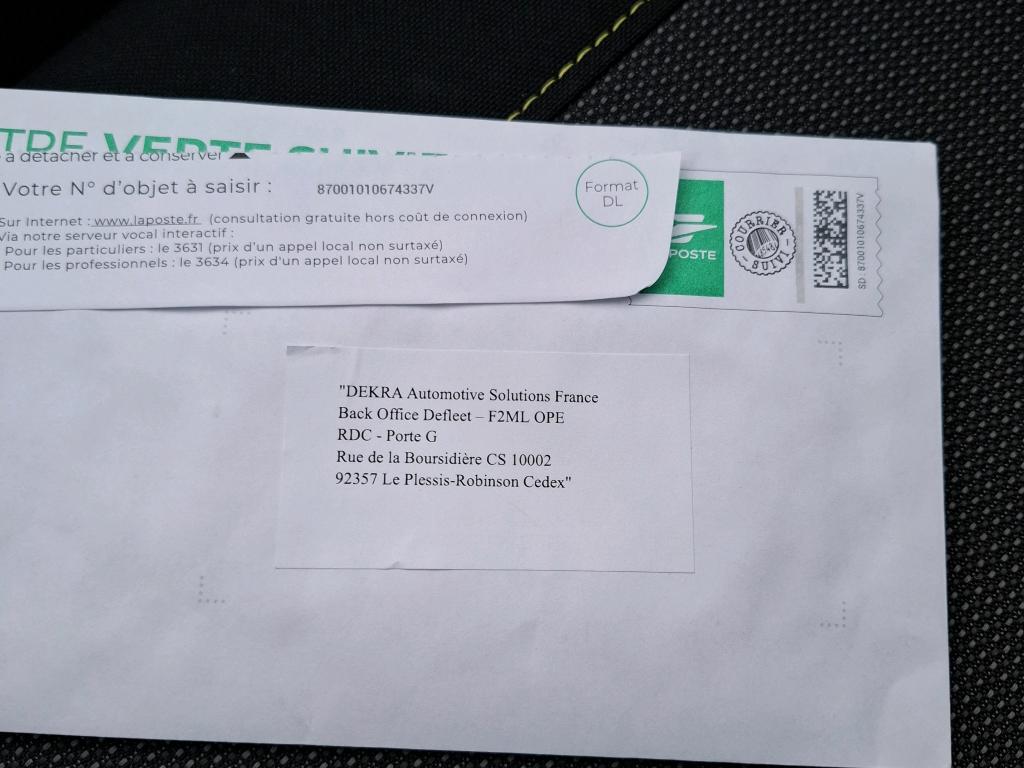 TRE VERTE SUIVI
à détacher et à conserver
Votre N° d'objet à saisir : 87001010674337V
Format
DL
Sur Internet : www.laposte.fr (consultation gratuite hors coût de connexion)
Via notre serveur vocal interactif :
Pour les particuliers : le 3631 (prix d'un appel local non surtaxé)
Pour les professionnels : le 3634 (prix d'un appel local non surtaxé)
POSTE
COURRIER
SUIVI
SD : 87001010674337V
"DEKRA Automotive Solutions France
Back Office Defleet – F2ML OPE
RDC - Porte G
Rue de la Boursidière CS 10002
92357 Le Plessis-Robinson Cedex"